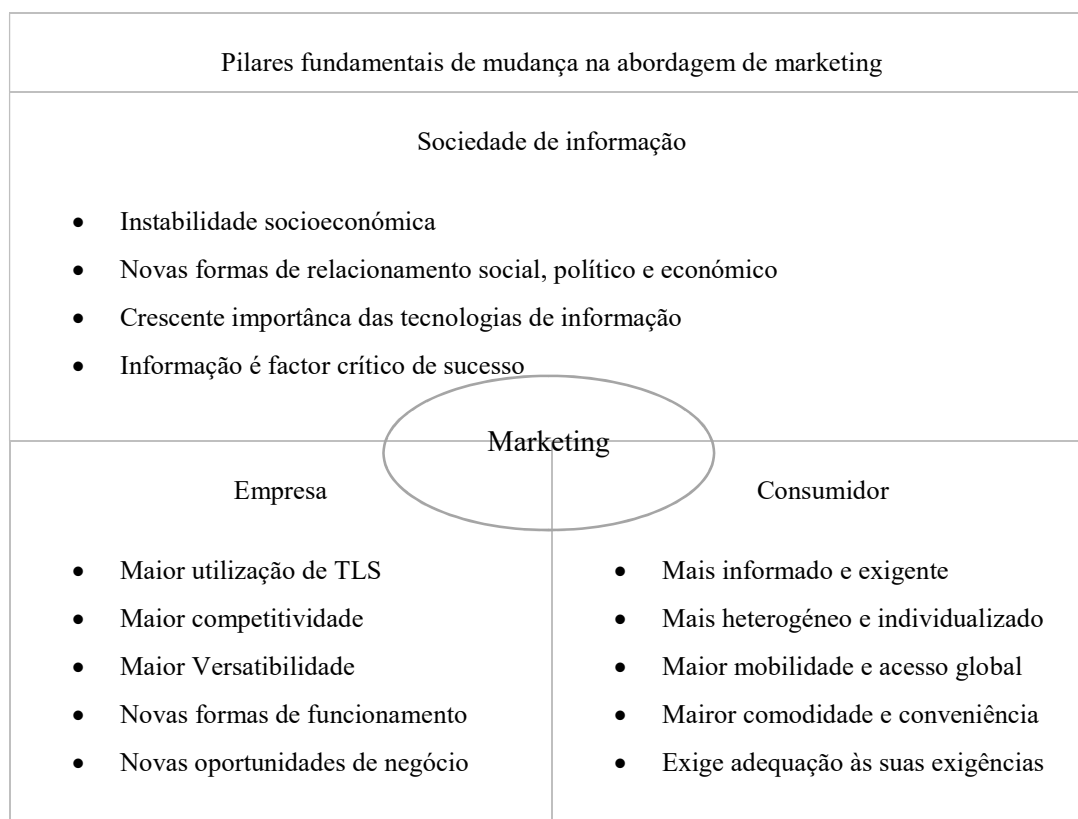 Pilares fundamentais de mudança na abordagem de marketing
Sociedade de informação
• Instabilidade socioeconómica
• Novas formas de relacionamento social, político e económico
• Crescente importânca das tecnologias de informação
• Informação é factor crítico de sucesso
Marketing
Empresa
• Maior utilização de TLS
• Maior competitividade
• Maior Versatibilidade
• Novas formas de funcionamento
• Novas oportunidades de negócio
Consumidor
• Mais informado e exigente
• Mais heterogéneo e individualizado
• Maior mobilidade e acesso global
• Mairor comodidade e conveniência
• Exige adequação às suas exigências